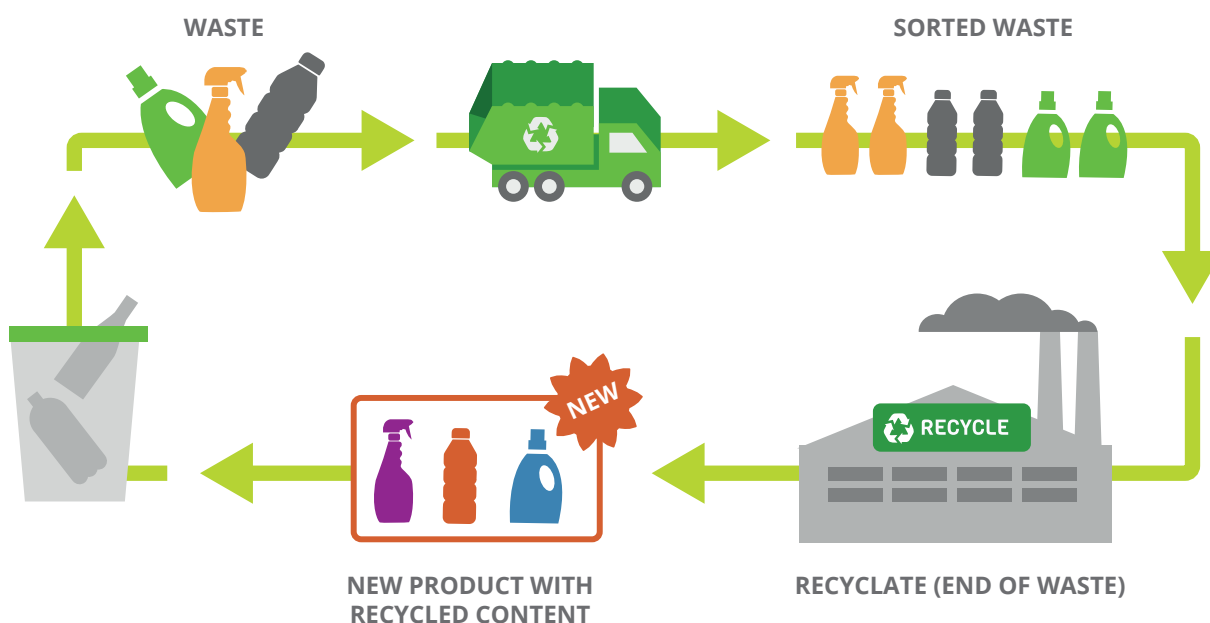 WASTE
SORTED WASTE
RECYCLE
NEW
NEW PRODUCT WITH
RECYCLED CONTENT
RECYCLATE (END OF WASTE)